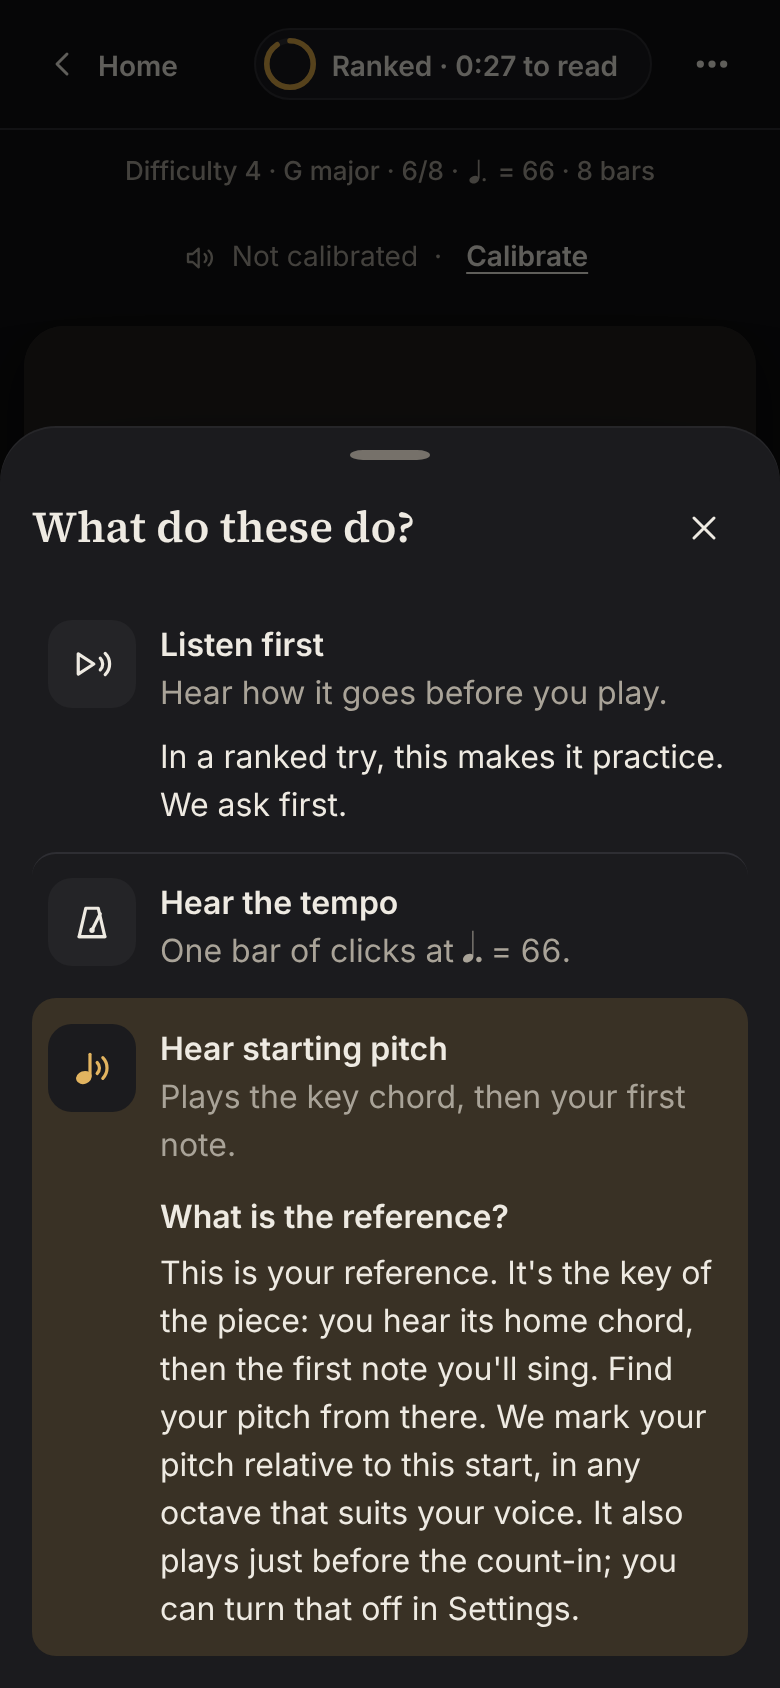 Home
Ranked · 0:27 to read
Difficulty 4 · G major · 6/8 · ♩. = 66 · 8 bars
Not calibrated · Calibrate
What do these do?
Listen first
Hear how it goes before you play.
In a ranked try, this makes it practice.
We ask first.
Hear the tempo
One bar of clicks at ♩. = 66.
Hear starting pitch
Plays the key chord, then your first
note.
What is the reference?
This is your reference. It's the key of
the piece: you hear its home chord,
then the first note you'll sing. Find
your pitch from there. We mark your
pitch relative to this start, in any
octave that suits your voice. It also
plays just before the count-in; you
can turn that off in Settings.